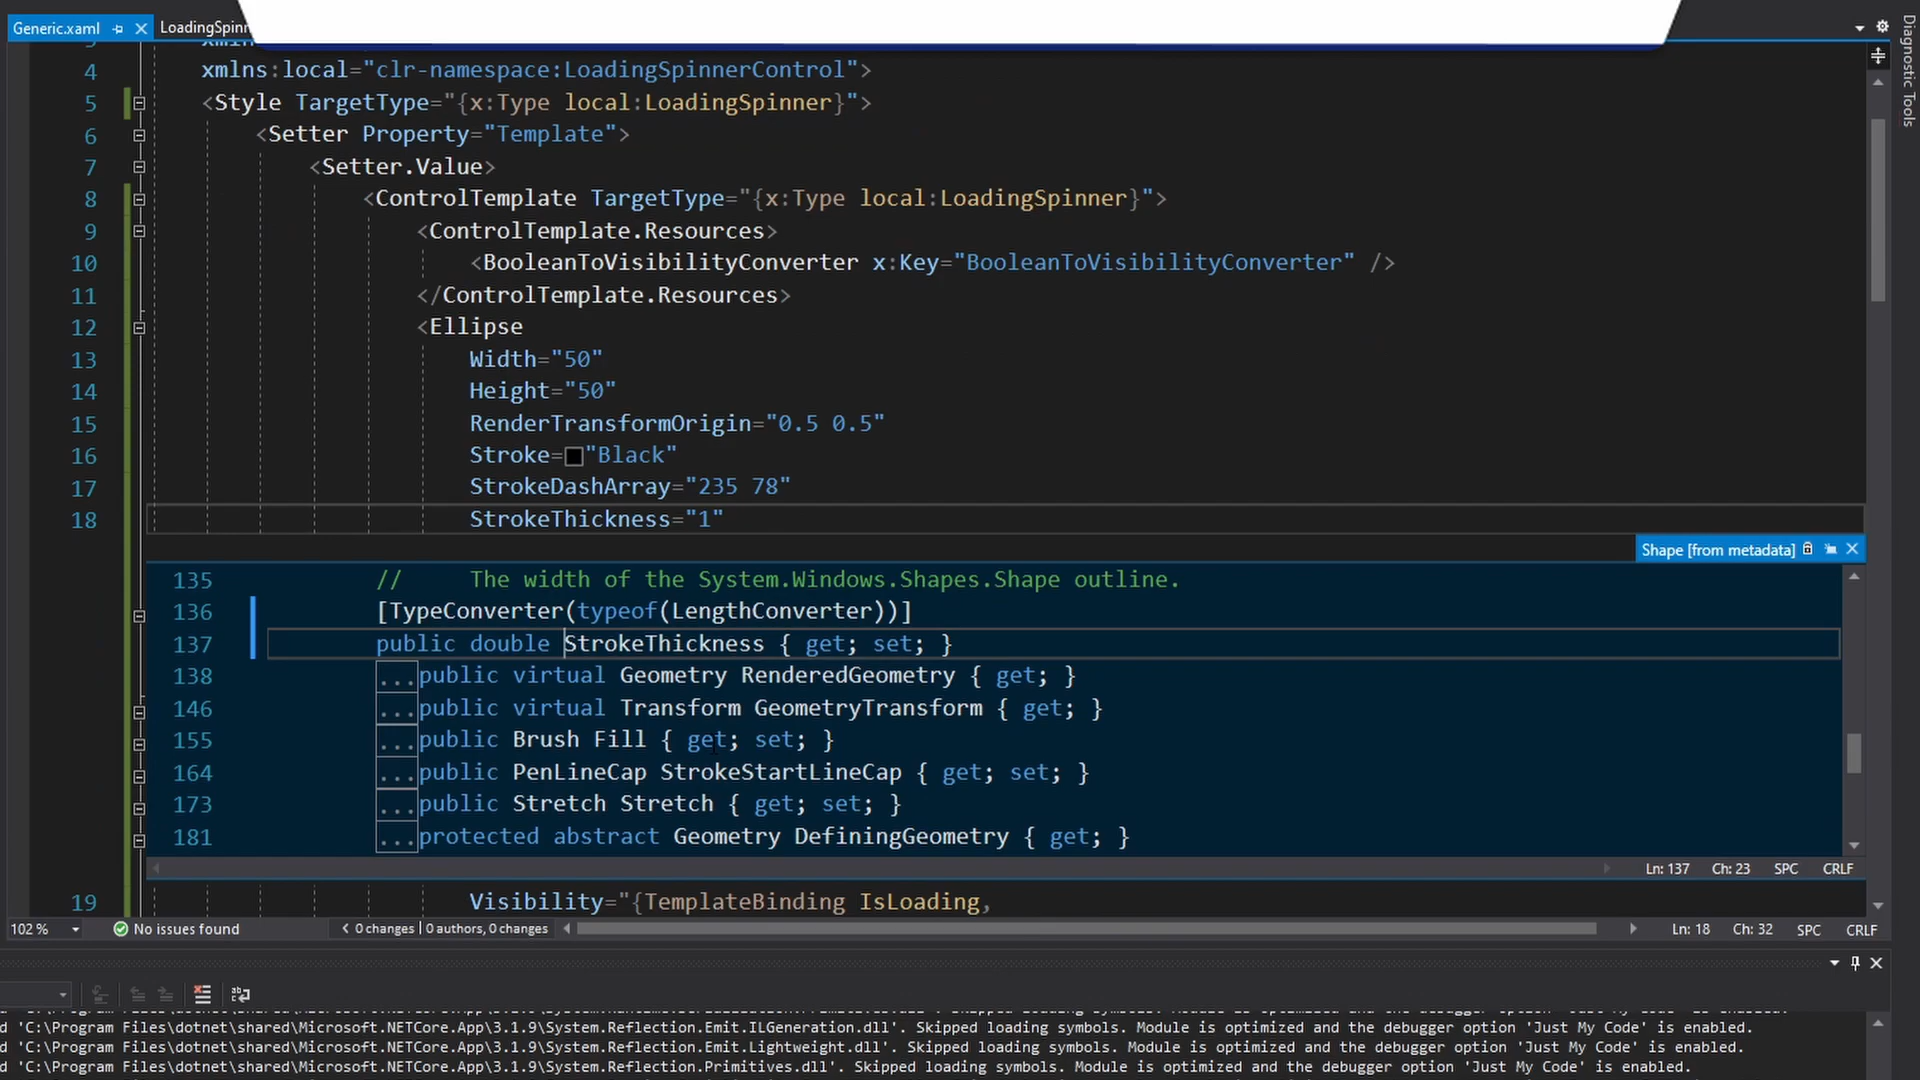 Generic.xaml
LoadingSpinn
Diagnostic Tools
4 xmlns:local="clr-namespace:LoadingSpinnerControl">
5 <Style TargetType="{x:Type local:LoadingSpinner}">
6 <Setter Property="Template">
7 <Setter.Value>
8 <ControlTemplate TargetType="{x:Type local:LoadingSpinner}">
9 <ControlTemplate.Resources>
10 <BooleanToVisibilityConverter x:Key="BooleanToVisibilityConverter" />
11 </ControlTemplate.Resources>
12 <Ellipse
13 Width="50"
14 Height="50"
15 RenderTransformOrigin="0.5 0.5"
16 Stroke="Black"
17 StrokeDashArray="235 78"
18 StrokeThickness="1"
Shape [from metadata]
135 // The width of the System.Windows.Shapes.Shape outline.
136 [TypeConverter(typeof(LengthConverter))]
137 public double StrokeThickness { get; set; }
138 ...public virtual Geometry RenderedGeometry { get; }
146 ...public virtual Transform GeometryTransform { get; }
155 ...public Brush Fill { get; set; }
164 ...public PenLineCap StrokeStartLineCap { get; set; }
173 ...public Stretch Stretch { get; set; }
181 ...protected abstract Geometry DefiningGeometry { get; }
Ln: 137 Ch: 23 SPC CRLF
19 Visibility="{TemplateBinding IsLoading,
102 % No issues found 0 changes | 0 authors, 0 changes Ln: 18 Ch: 32 SPC CRLF
d 'C:\Program Files\dotnet\shared\Microsoft.NETCore.App\3.1.9\System.Reflection.Emit.ILGeneration.dll'. Skipped loading symbols. Module is optimized and the debugger option 'Just My Code' is enabled.
d 'C:\Program Files\dotnet\shared\Microsoft.NETCore.App\3.1.9\System.Reflection.Emit.Lightweight.dll'. Skipped loading symbols. Module is optimized and the debugger option 'Just My Code' is enabled.
d 'C:\Program Files\dotnet\shared\Microsoft.NETCore.App\3.1.9\System.Reflection.Primitives.dll'. Skipped loading symbols. Module is optimized and the debugger option 'Just My Code' is enabled.